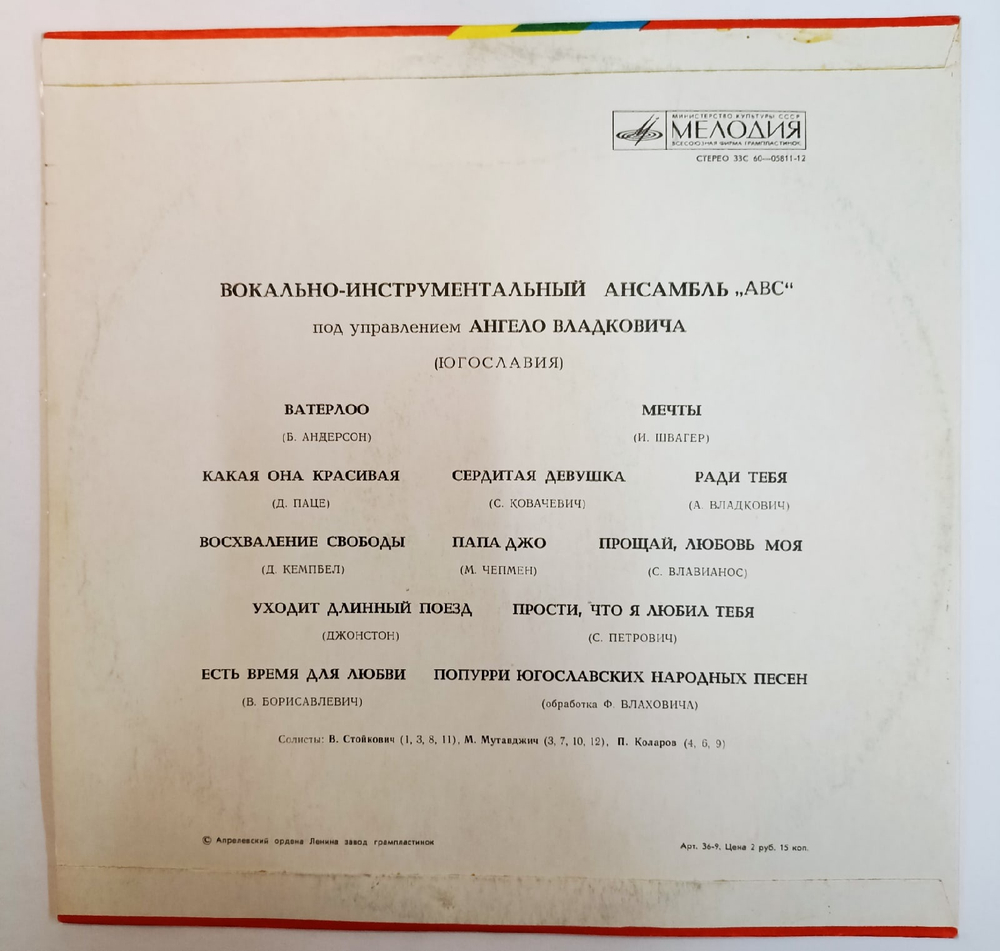 МИНИСТЕРСТВО КУЛЬТУРЫ СССР
МЕЛОДИЯ
ВСЕСОЮЗНАЯ ФИРМА ГРАМПЛАСТИНОК
СТЕРЕО 33С 60—05811-12
ВОКАЛЬНО-ИНСТРУМЕНТАЛЬНЫЙ АНСАМБЛЬ „АВС“
под управлением АНГЕЛО ВЛАДКОВИЧА
(ЮГОСЛАВИЯ)
ВАТЕРЛОО МЕЧТЫ
(Б. АНДЕРСОН) (И. ШВАГЕР)
КАКАЯ ОНА КРАСИВАЯ СЕРДИТАЯ ДЕВУШКА РАДИ ТЕБЯ
(Д. ПАЦЕ) (С. КОВАЧЕВИЧ) (А. ВЛАДКОВИЧ)
ВОСХВАЛЕНИЕ СВОБОДЫ ПАПА ДЖО ПРОЩАЙ, ЛЮБОВЬ МОЯ
(Д. КЕМПБЕЛ) (М. ЧЕПМЕН) (С. ВЛАВИАНОС)
УХОДИТ ДЛИННЫЙ ПОЕЗД ПРОСТИ, ЧТО Я ЛЮБИЛ ТЕБЯ
(ДЖОНСТОН) (С. ПЕТРОВИЧ)
ЕСТЬ ВРЕМЯ ДЛЯ ЛЮБВИ ПОПУРРИ ЮГОСЛАВСКИХ НАРОДНЫХ ПЕСЕН
(В. БОРИСАВЛЕВИЧ) (обработка Ф. ВЛАХОВИЧА)
Солисты: В. Стойкович (1, 3, 8, 11), М. Мутавджич (3, 7, 10, 12), П. Коларов (4, 6, 9)
© Апрелевский ордена Ленина завод грампластинок
Арт. 36-9. Цена 2 руб. 15 коп.